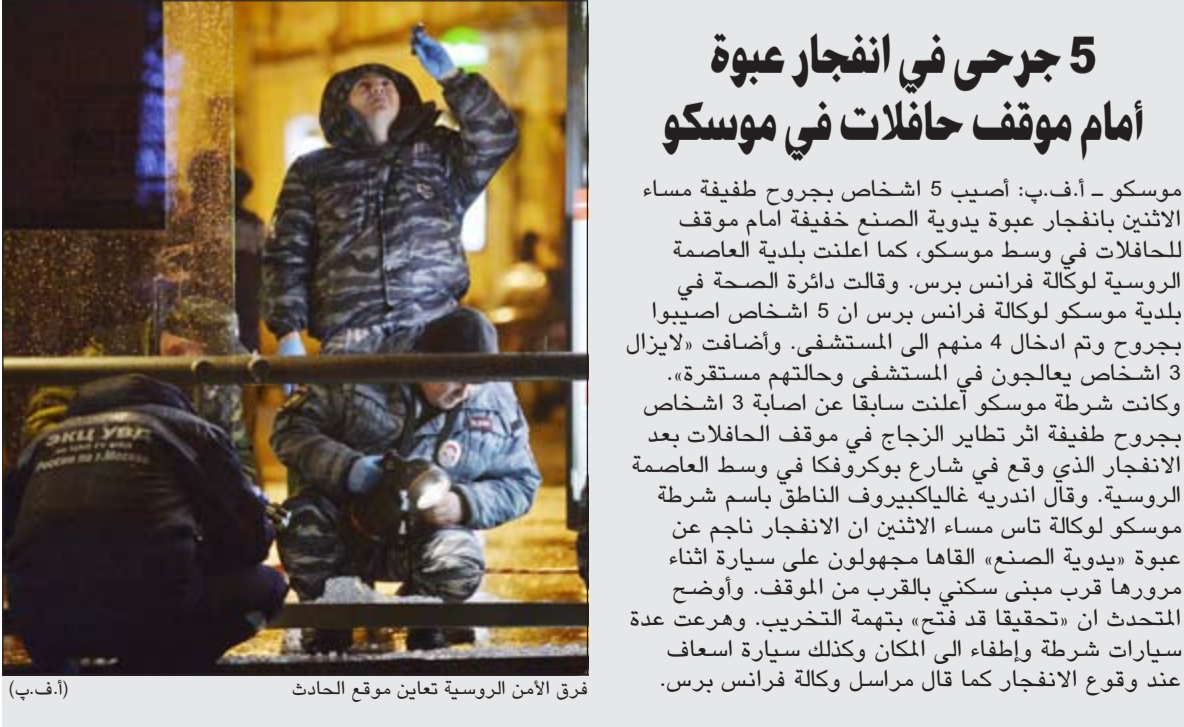 5 جرحى في انفجار عبوة
أمام موقف حافلات في موسكو
موسكو ــ أ.ف.پ: أصيب 5 اشخاص بجروح طفيفة مساء
الاثنين بانفجار عبوة يدوية الصنع خفيفة امام موقف
للحافلات في وسط موسكو، كما اعلنت بلدية العاصمة
الروسية لوكالة فرانس برس. وقالت دائرة الصحة في
بلدية موسكو لوكالة فرانس برس ان 5 اشخاص اصيبوا
بجروح وتم ادخال 4 منهم الى المستشفى. وأضافت «لايزال
3 اشخاص يعالجون في المستشفى وحالتهم مستقرة».
وكانت شرطة موسكو أعلنت سابقا عن اصابة 3 اشخاص
بجروح طفيفة اثر تطاير الزجاج في موقف الحافلات بعد
الانفجار الذي وقع في شارع بوكروفكا في وسط العاصمة
الروسية. وقال اندريه غالياكبيروف الناطق باسم شرطة
موسكو لوكالة تاس مساء الاثنين ان الانفجار ناجم عن
عبوة «يدوية الصنع» القاها مجهولون على سيارة اثناء
مرورها قرب مبنى سكني بالقرب من الموقف. وأوضح
المتحدث ان «تحقيقا قد فتح» بتهمة التخريب. وهرعت عدة
سيارات شرطة وإطفاء الى المكان وكذلك سيارة اسعاف
عند وقوع الانفجار كما قال مراسل وكالة فرانس برس.
ЭКЦ УВД
России по г.Москве
فرق الأمن الروسية تعاين موقع الحادث
(أ.ف.پ)